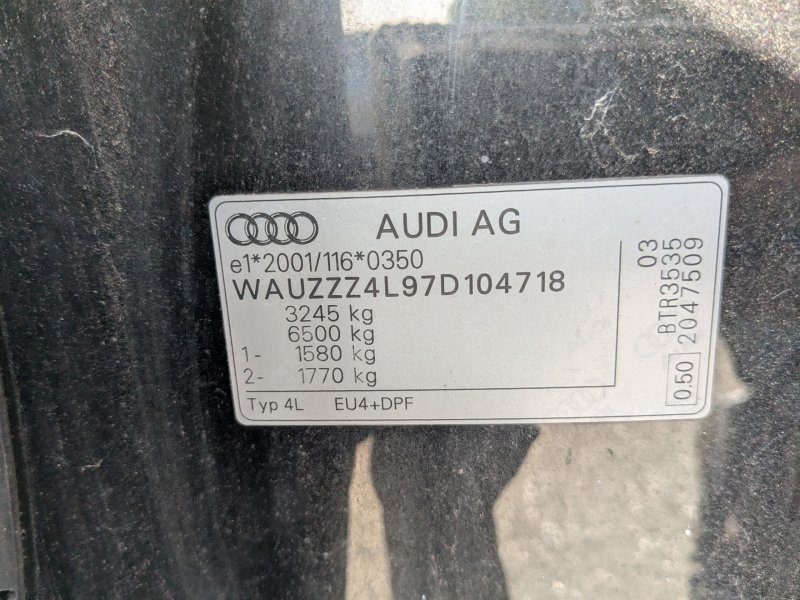 AUDI AG
e1*2001/116*0350
WAUZZZ4L97D104718
3245 kg
6500 kg
1- 1580 kg
2- 1770 kg
Typ 4L EU4+DPF
03
BTR3535
0.50 2047509